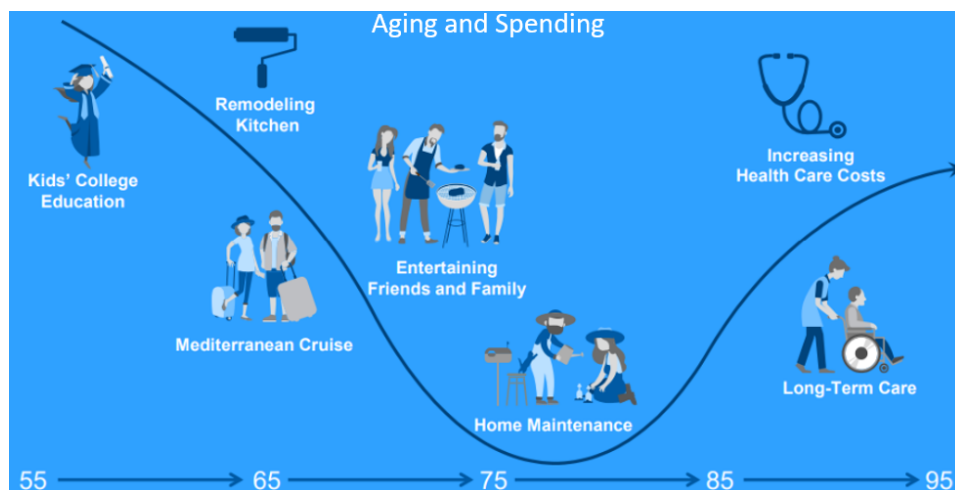 Aging and Spending
Remodeling
Kitchen
Kids' College
Education
Increasing
Health Care Costs
Entertaining
Friends and Family
Mediterranean Cruise
Long-Term Care
Home Maintenance
55 65 75 85 95